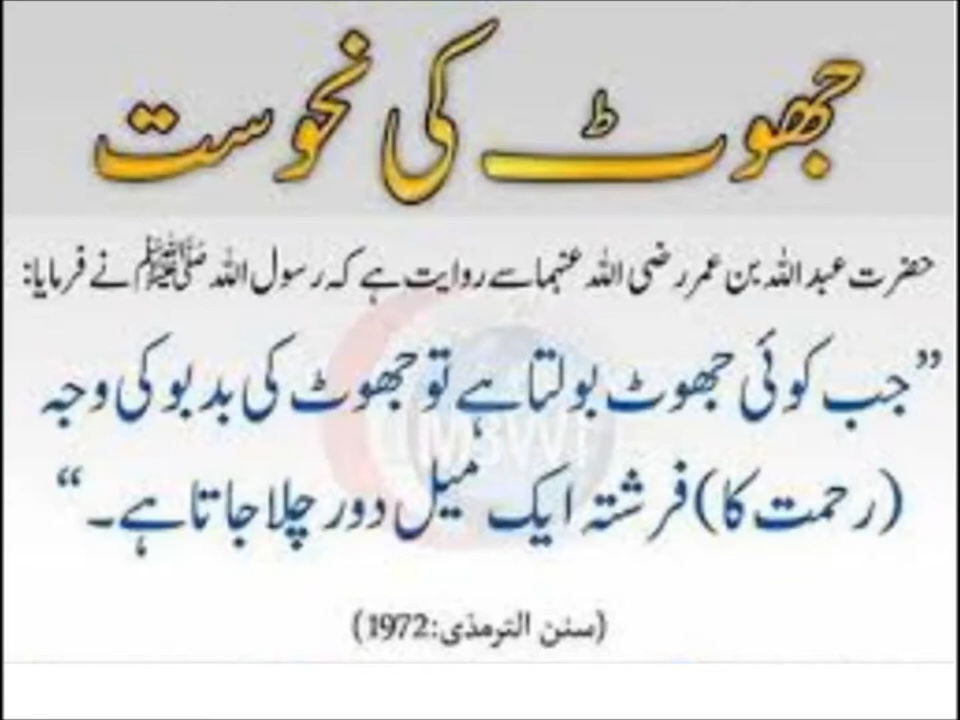 جھوٹ کی نحوست
حضرت عبد اللہ بن عمر رضی اللہ عنہما سے روایت ہے کہ رسول اللہ ﷺ نے فرمایا:
”جب کوئی جھوٹ بولتا ہے تو جھوٹ کی بدبو کی وجہ
(رحمت کا) فرشتہ ایک میل دور چلا جاتا ہے۔“
(سنن الترمذی:1972)